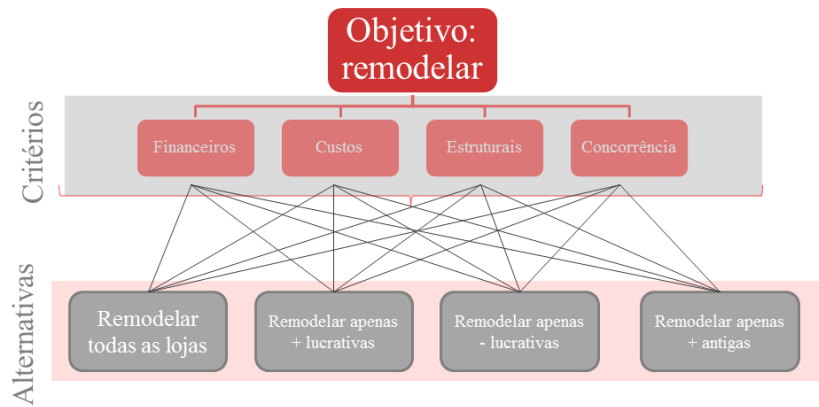 Objetivo:
remodelar
Critérios
Financeiros
Custos
Estruturais
Concorrência
Alternativas
Remodelar
todas as lojas
Remodelar apenas
+ lucrativas
Remodelar apenas
- lucrativas
Remodelar apenas
+ antigas